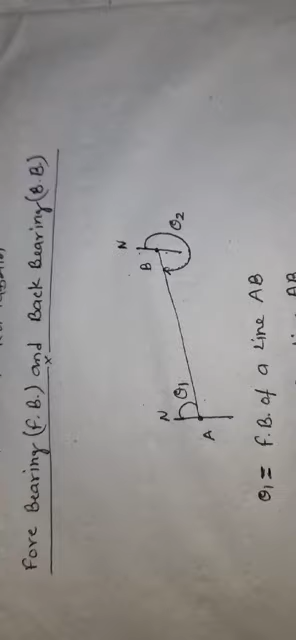 Fore Bearing (F.B.) and Back Bearing (B.B)
N
N
θ1
B
θ2
A
θ1 = F.B. of a Line AB